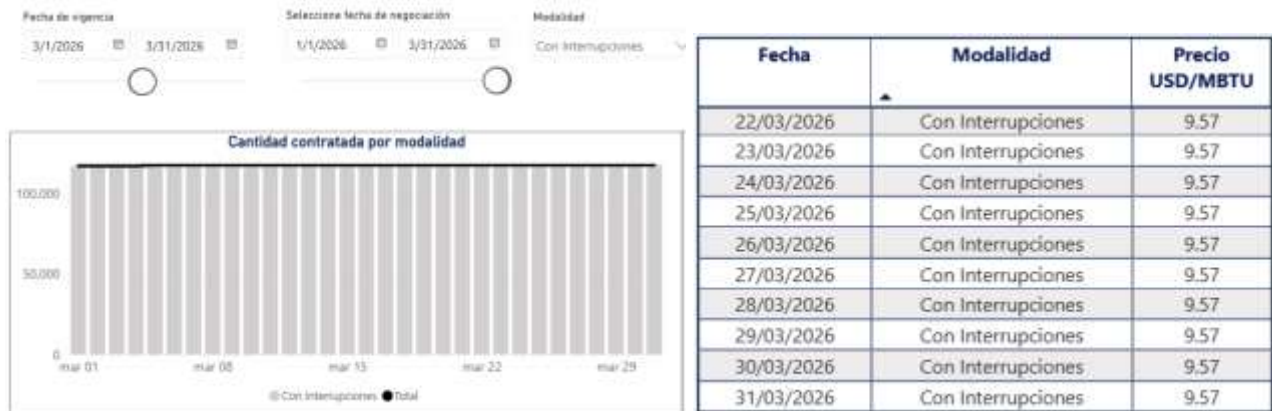 Fecha de vigencia
3/1/2026 3/31/2026
Seleccione fecha de negociación
1/1/2026 3/31/2026
Modalidad
Con Interrupciones
Cantidad contratada por modalidad
100.000
50.000
0
mar 01 mar 08 mar 15 mar 22 mar 29
Con Interrupciones Total
Fecha Modalidad Precio
USD/MBTU
22/03/2026 Con Interrupciones 9.57
23/03/2026 Con Interrupciones 9.57
24/03/2026 Con Interrupciones 9.57
25/03/2026 Con Interrupciones 9.57
26/03/2026 Con Interrupciones 9.57
27/03/2026 Con Interrupciones 9.57
28/03/2026 Con Interrupciones 9.57
29/03/2026 Con Interrupciones 9.57
30/03/2026 Con Interrupciones 9.57
31/03/2026 Con Interrupciones 9.57